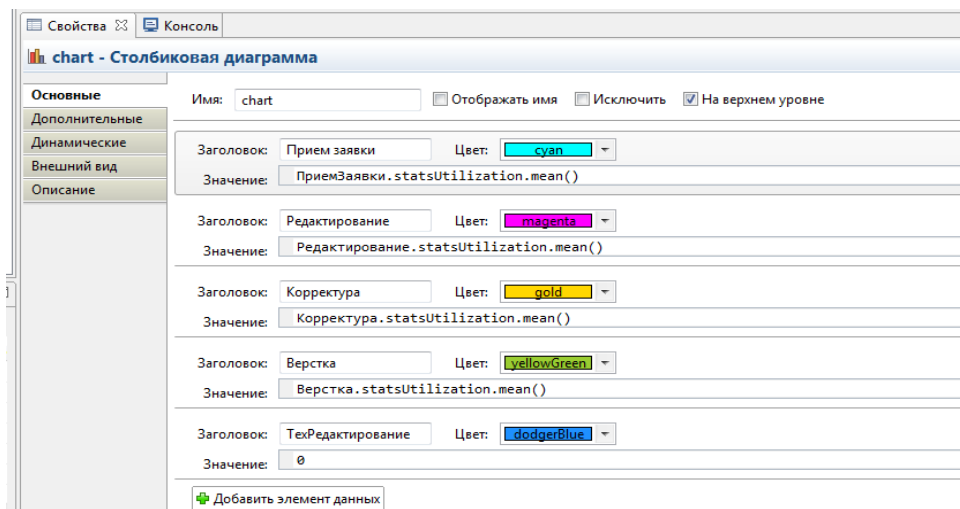 Свойства Консоль
chart - Столбиковая диаграмма
Основные
Дополнительные
Динамические
Внешний вид
Описание
Имя: chart Отображать имя Исключить На верхнем уровне
Заголовок: Прием заявки Цвет: cyan
Значение: ПриемЗаявки.statsUtilization.mean()
Заголовок: Редактирование Цвет: magenta
Значение: Редактирование.statsUtilization.mean()
Заголовок: Корректура Цвет: gold
Значение: Корректура.statsUtilization.mean()
Заголовок: Верстка Цвет: yellowGreen
Значение: Верстка.statsUtilization.mean()
Заголовок: ТехРедактирование Цвет: dodgerBlue
Значение: 0
Добавить элемент данных